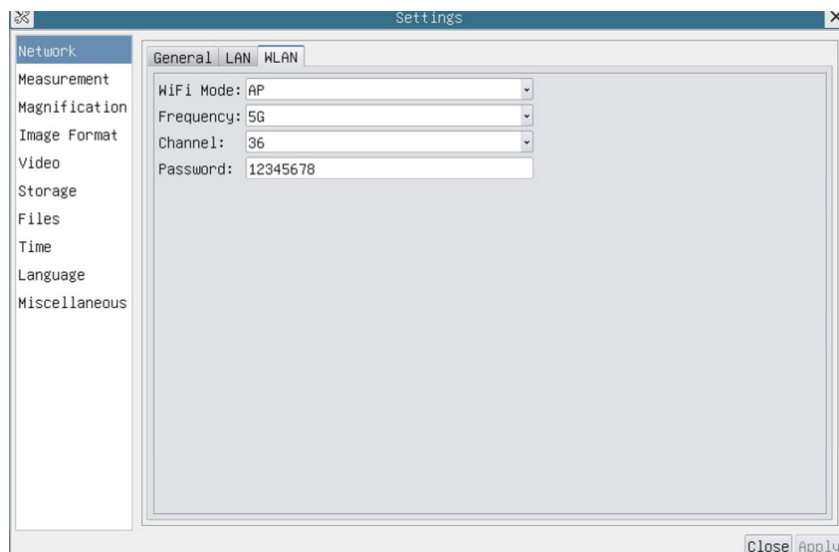 Settings
Network
Measurement
Magnification
Image Format
Video
Storage
Files
Time
Language
Miscellaneous
General LAN WLAN
WiFi Mode: AP
Frequency: 5G
Channel: 36
Password: 12345678
Close Apply